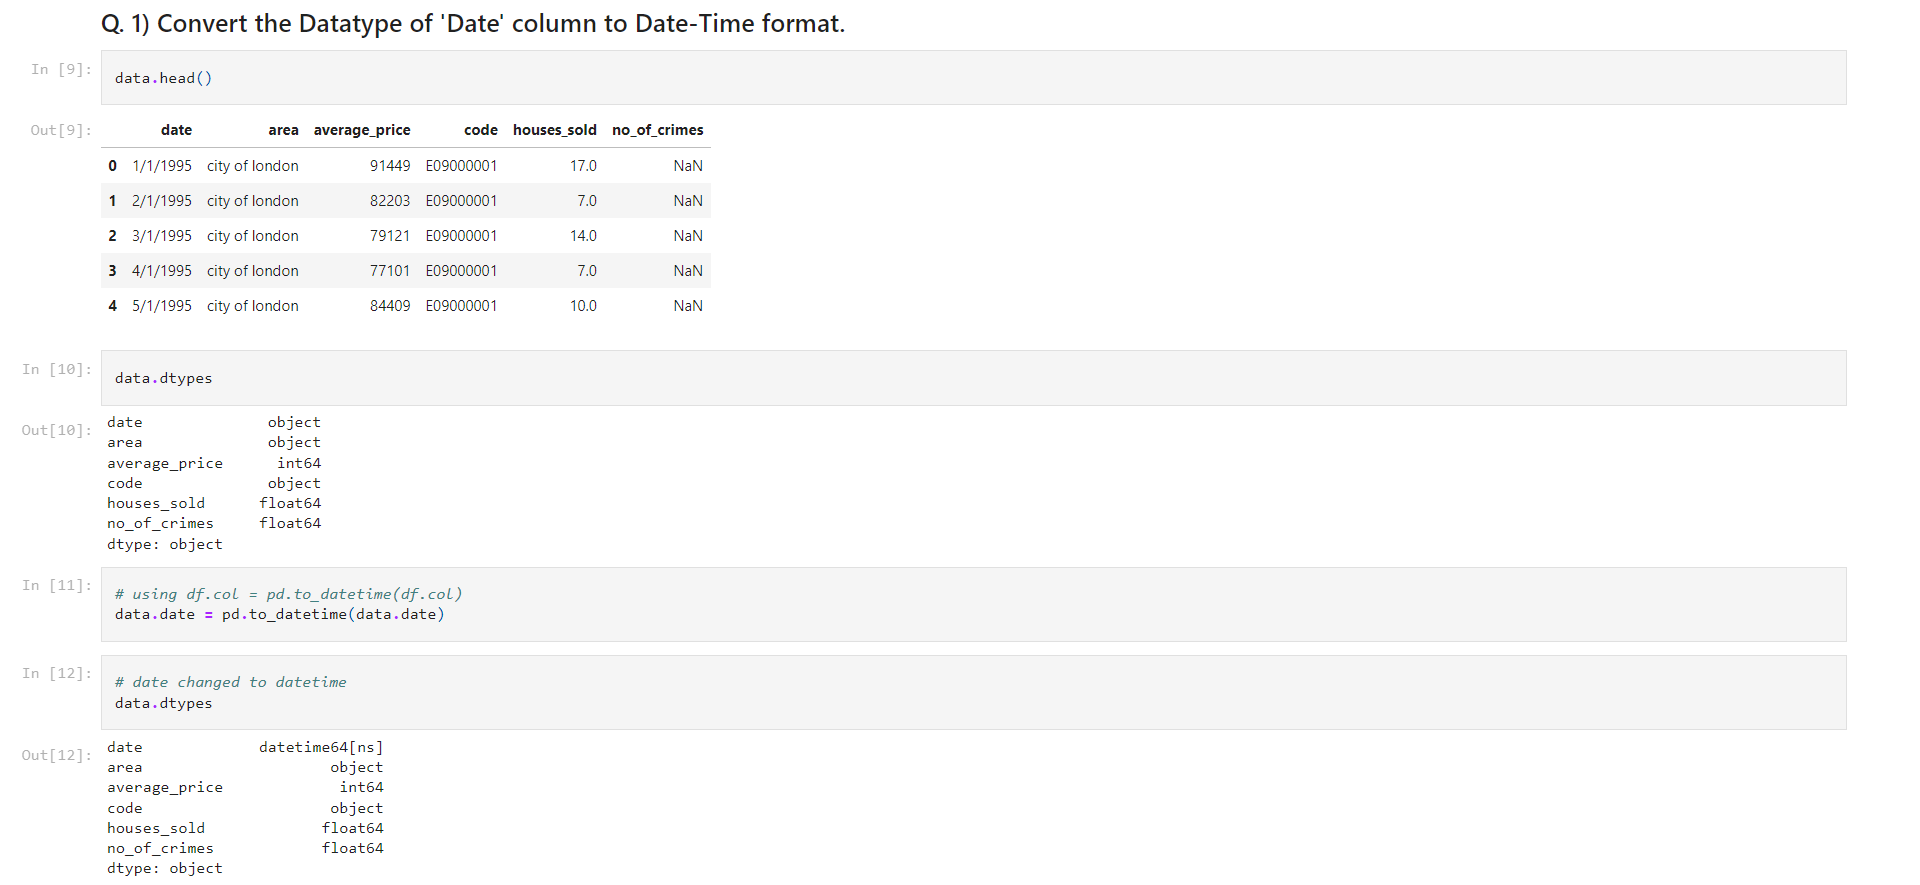 Q. 1) Convert the Datatype of 'Date' column to Date-Time format.
In [9]:
data.head()
Out[9]:
date area average_price code houses_sold no_of_crimes
0 1/1/1995 city of london 91449 E09000001 17.0 NaN
1 2/1/1995 city of london 82203 E09000001 7.0 NaN
2 3/1/1995 city of london 79121 E09000001 14.0 NaN
3 4/1/1995 city of london 77101 E09000001 7.0 NaN
4 5/1/1995 city of london 84409 E09000001 10.0 NaN
In [10]:
data.dtypes
Out[10]:
date object
area object
average_price int64
code object
houses_sold float64
no_of_crimes float64
dtype: object
In [11]:
# using df.col = pd.to_datetime(df.col)
data.date = pd.to_datetime(data.date)
In [12]:
# date changed to datetime
data.dtypes
Out[12]:
date datetime64[ns]
area object
average_price int64
code object
houses_sold float64
no_of_crimes float64
dtype: object